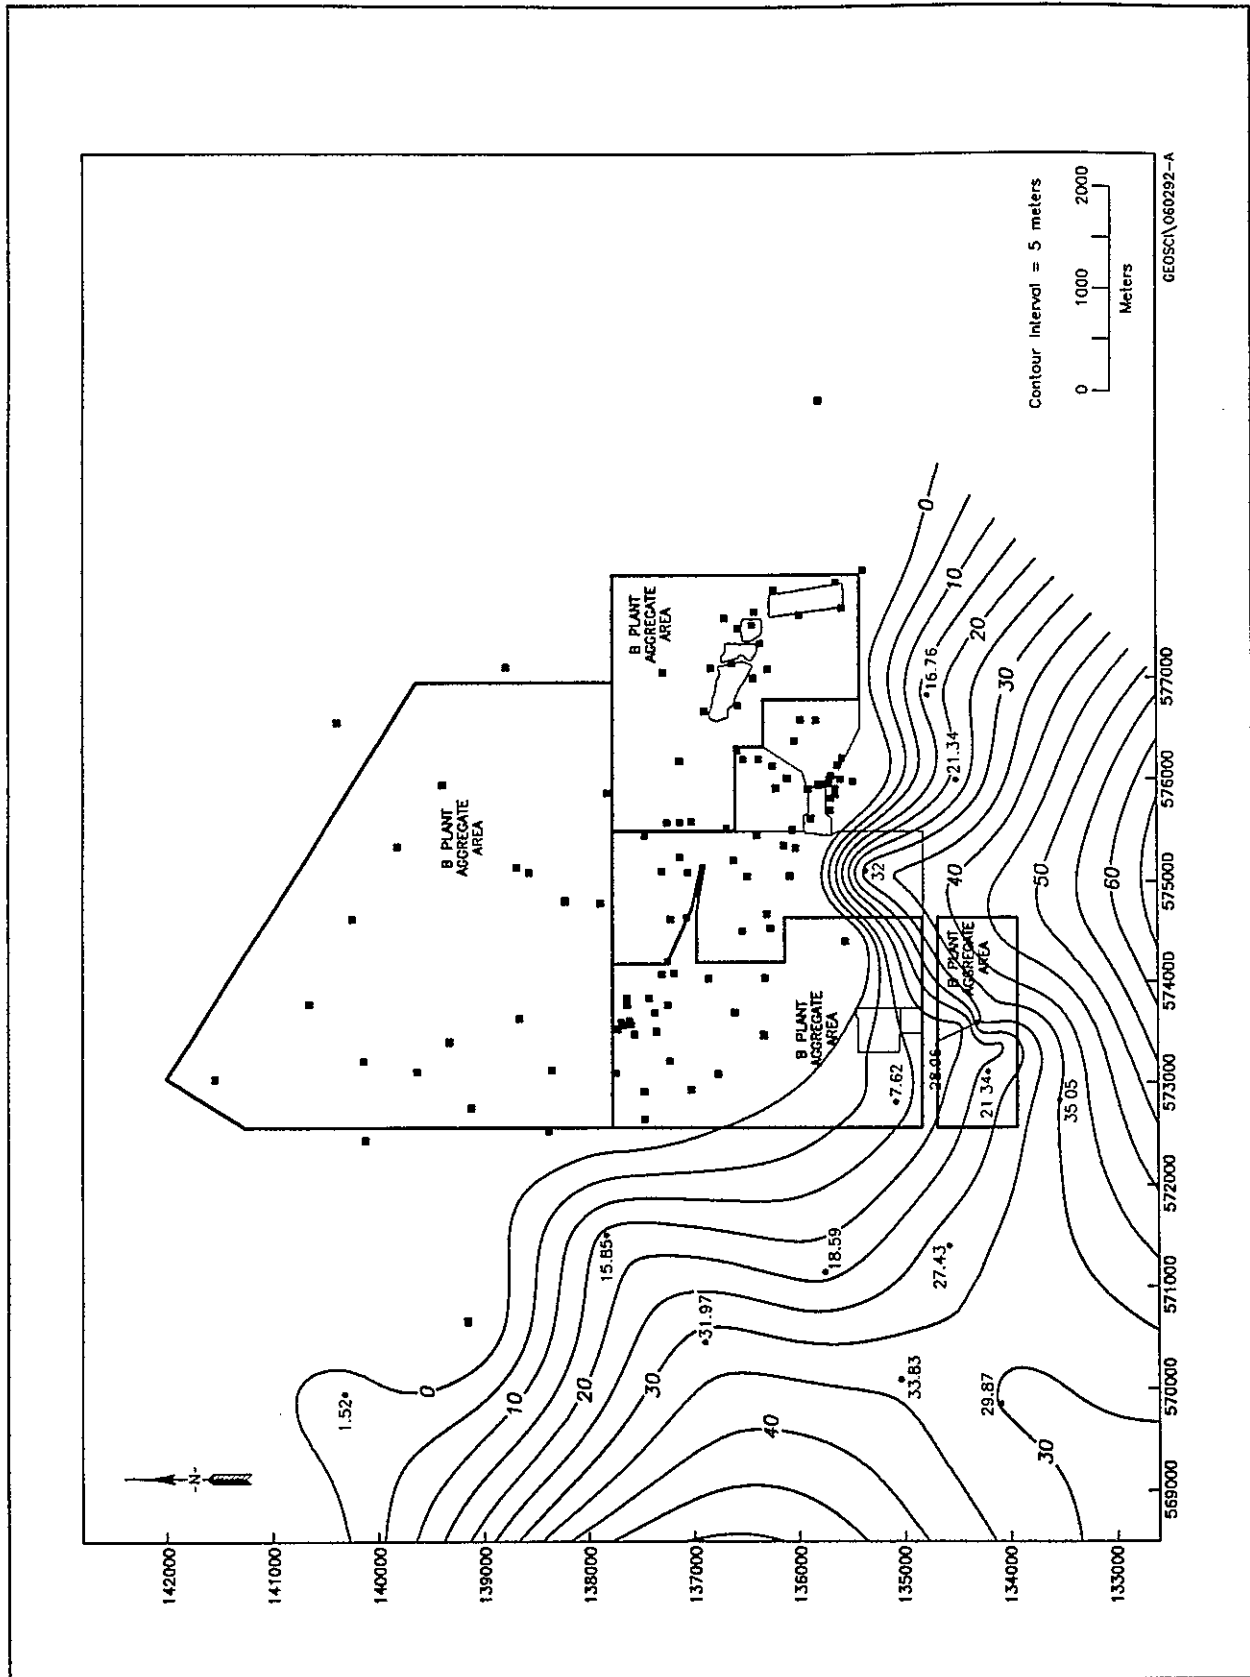 -N-
142000
141000
140000
139000
138000
137000
136000
135000
134000
133000
569000
570000
571000
572000
573000
574000
575000
576000
577000
B PLANT
AGGREGATE
AREA
B PLANT
AGGREGATE
AREA
B PLANT
AGGREGATE
AREA
B PLANT
AGGREGATE
AREA
1.52
0
10
20
30
40
30
15.85
31.97
18.59
33.83
27.43
29.87
7.62
28.06
21.34
35.05
32
21.34
16.76
0
10
20
30
40
50
60
Contour Interval = 5 meters
0 1000 2000
Meters
GEOSCI\060292-A